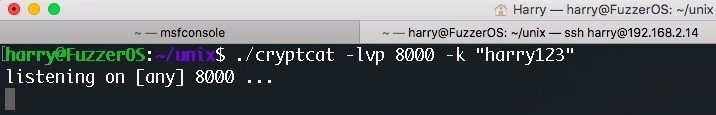 Harry — harry@FuzzerOS: ~/unix
~ — msfconsole
~ — harry@FuzzerOS: ~/unix — ssh harry@192.168.2.14
[harry@FuzzerOS:~/unix$ ./cryptcat -lvp 8000 -k "harry123"
listening on [any] 8000 ...